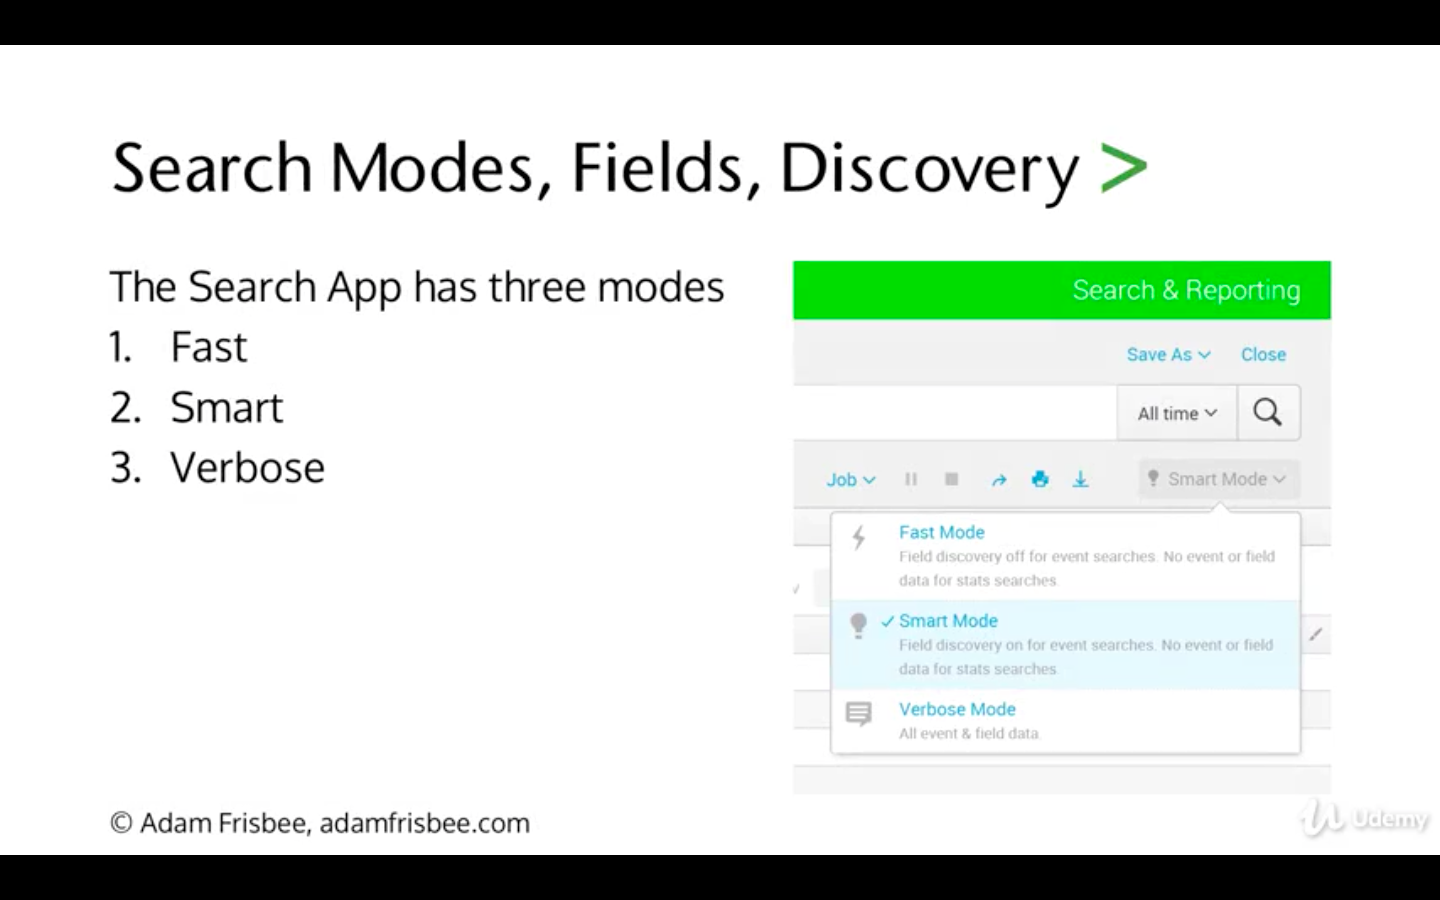 Search Modes, Fields, Discovery >
The Search App has three modes
1. Fast
2. Smart
3. Verbose
Search & Reporting
Save As Close
All time
Job Smart Mode
Fast Mode
Field discovery off for event searches. No event or field
data for stats searches.
Smart Mode
Field discovery on for event searches. No event or field
data for stats searches.
Verbose Mode
All event & field data.
© Adam Frisbee, adamfrisbee.com
Udemy